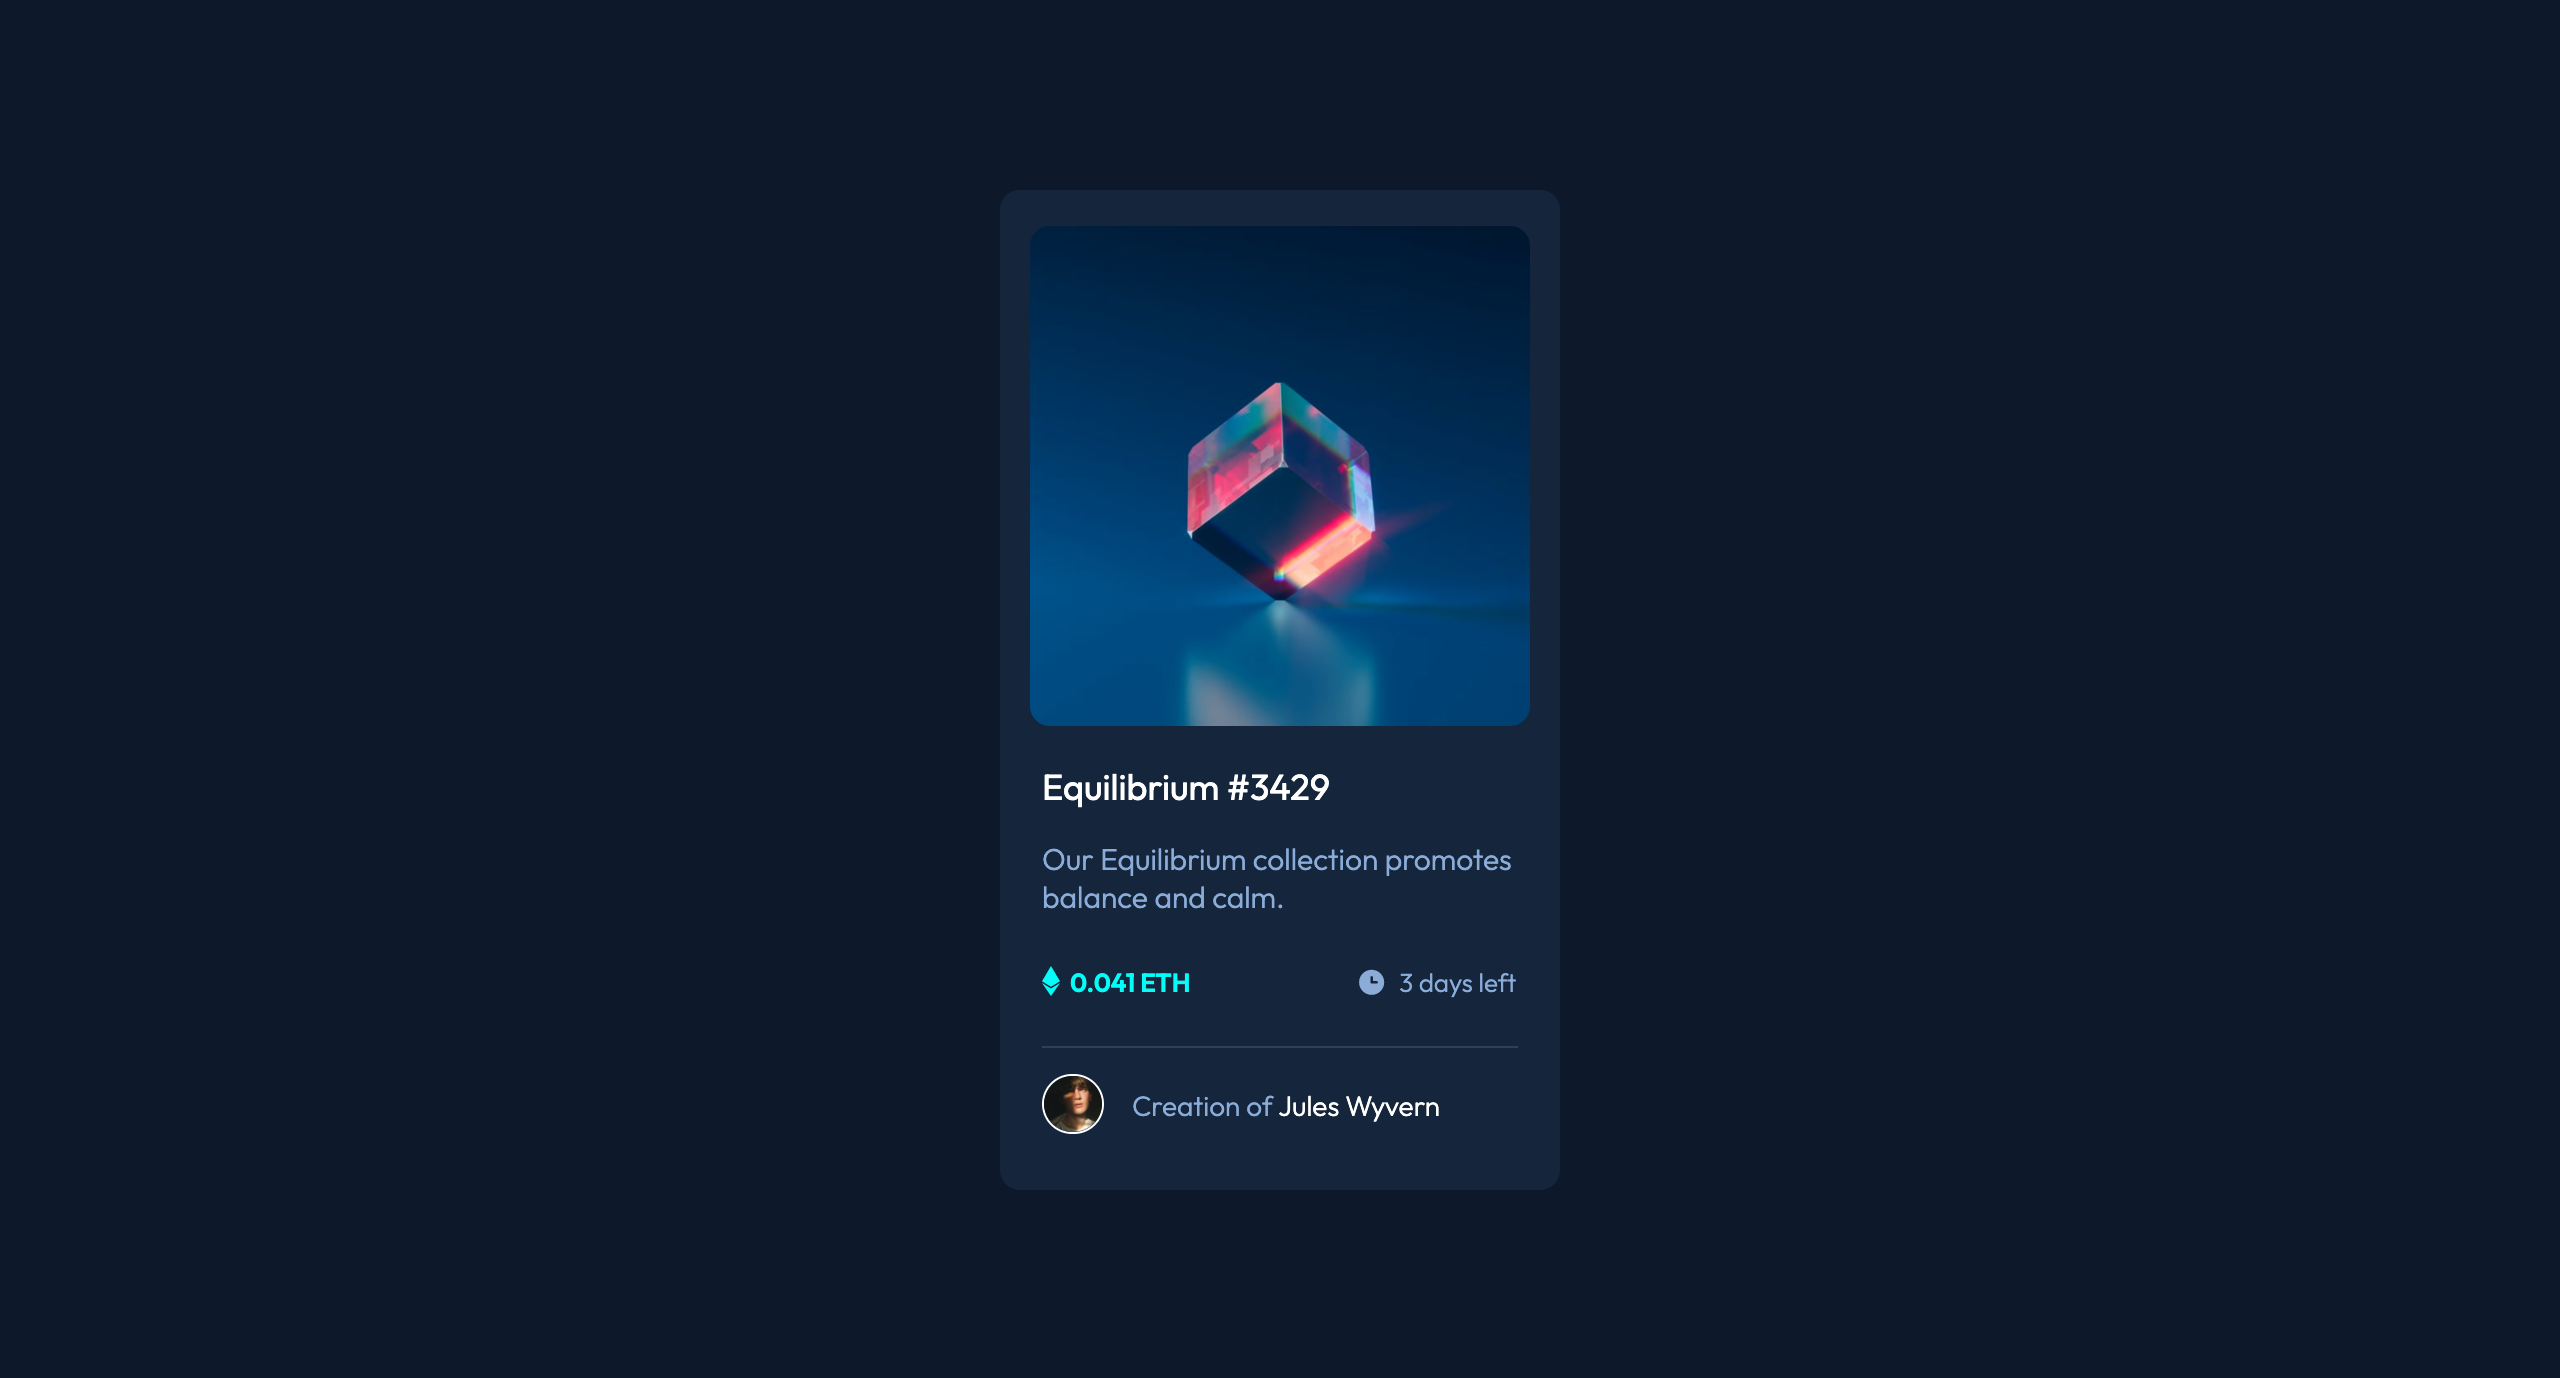 Equilibrium #3429
Our Equilibrium collection promotes
balance and calm.
0.041 ETH
3 days left
Creation of Jules Wyvern